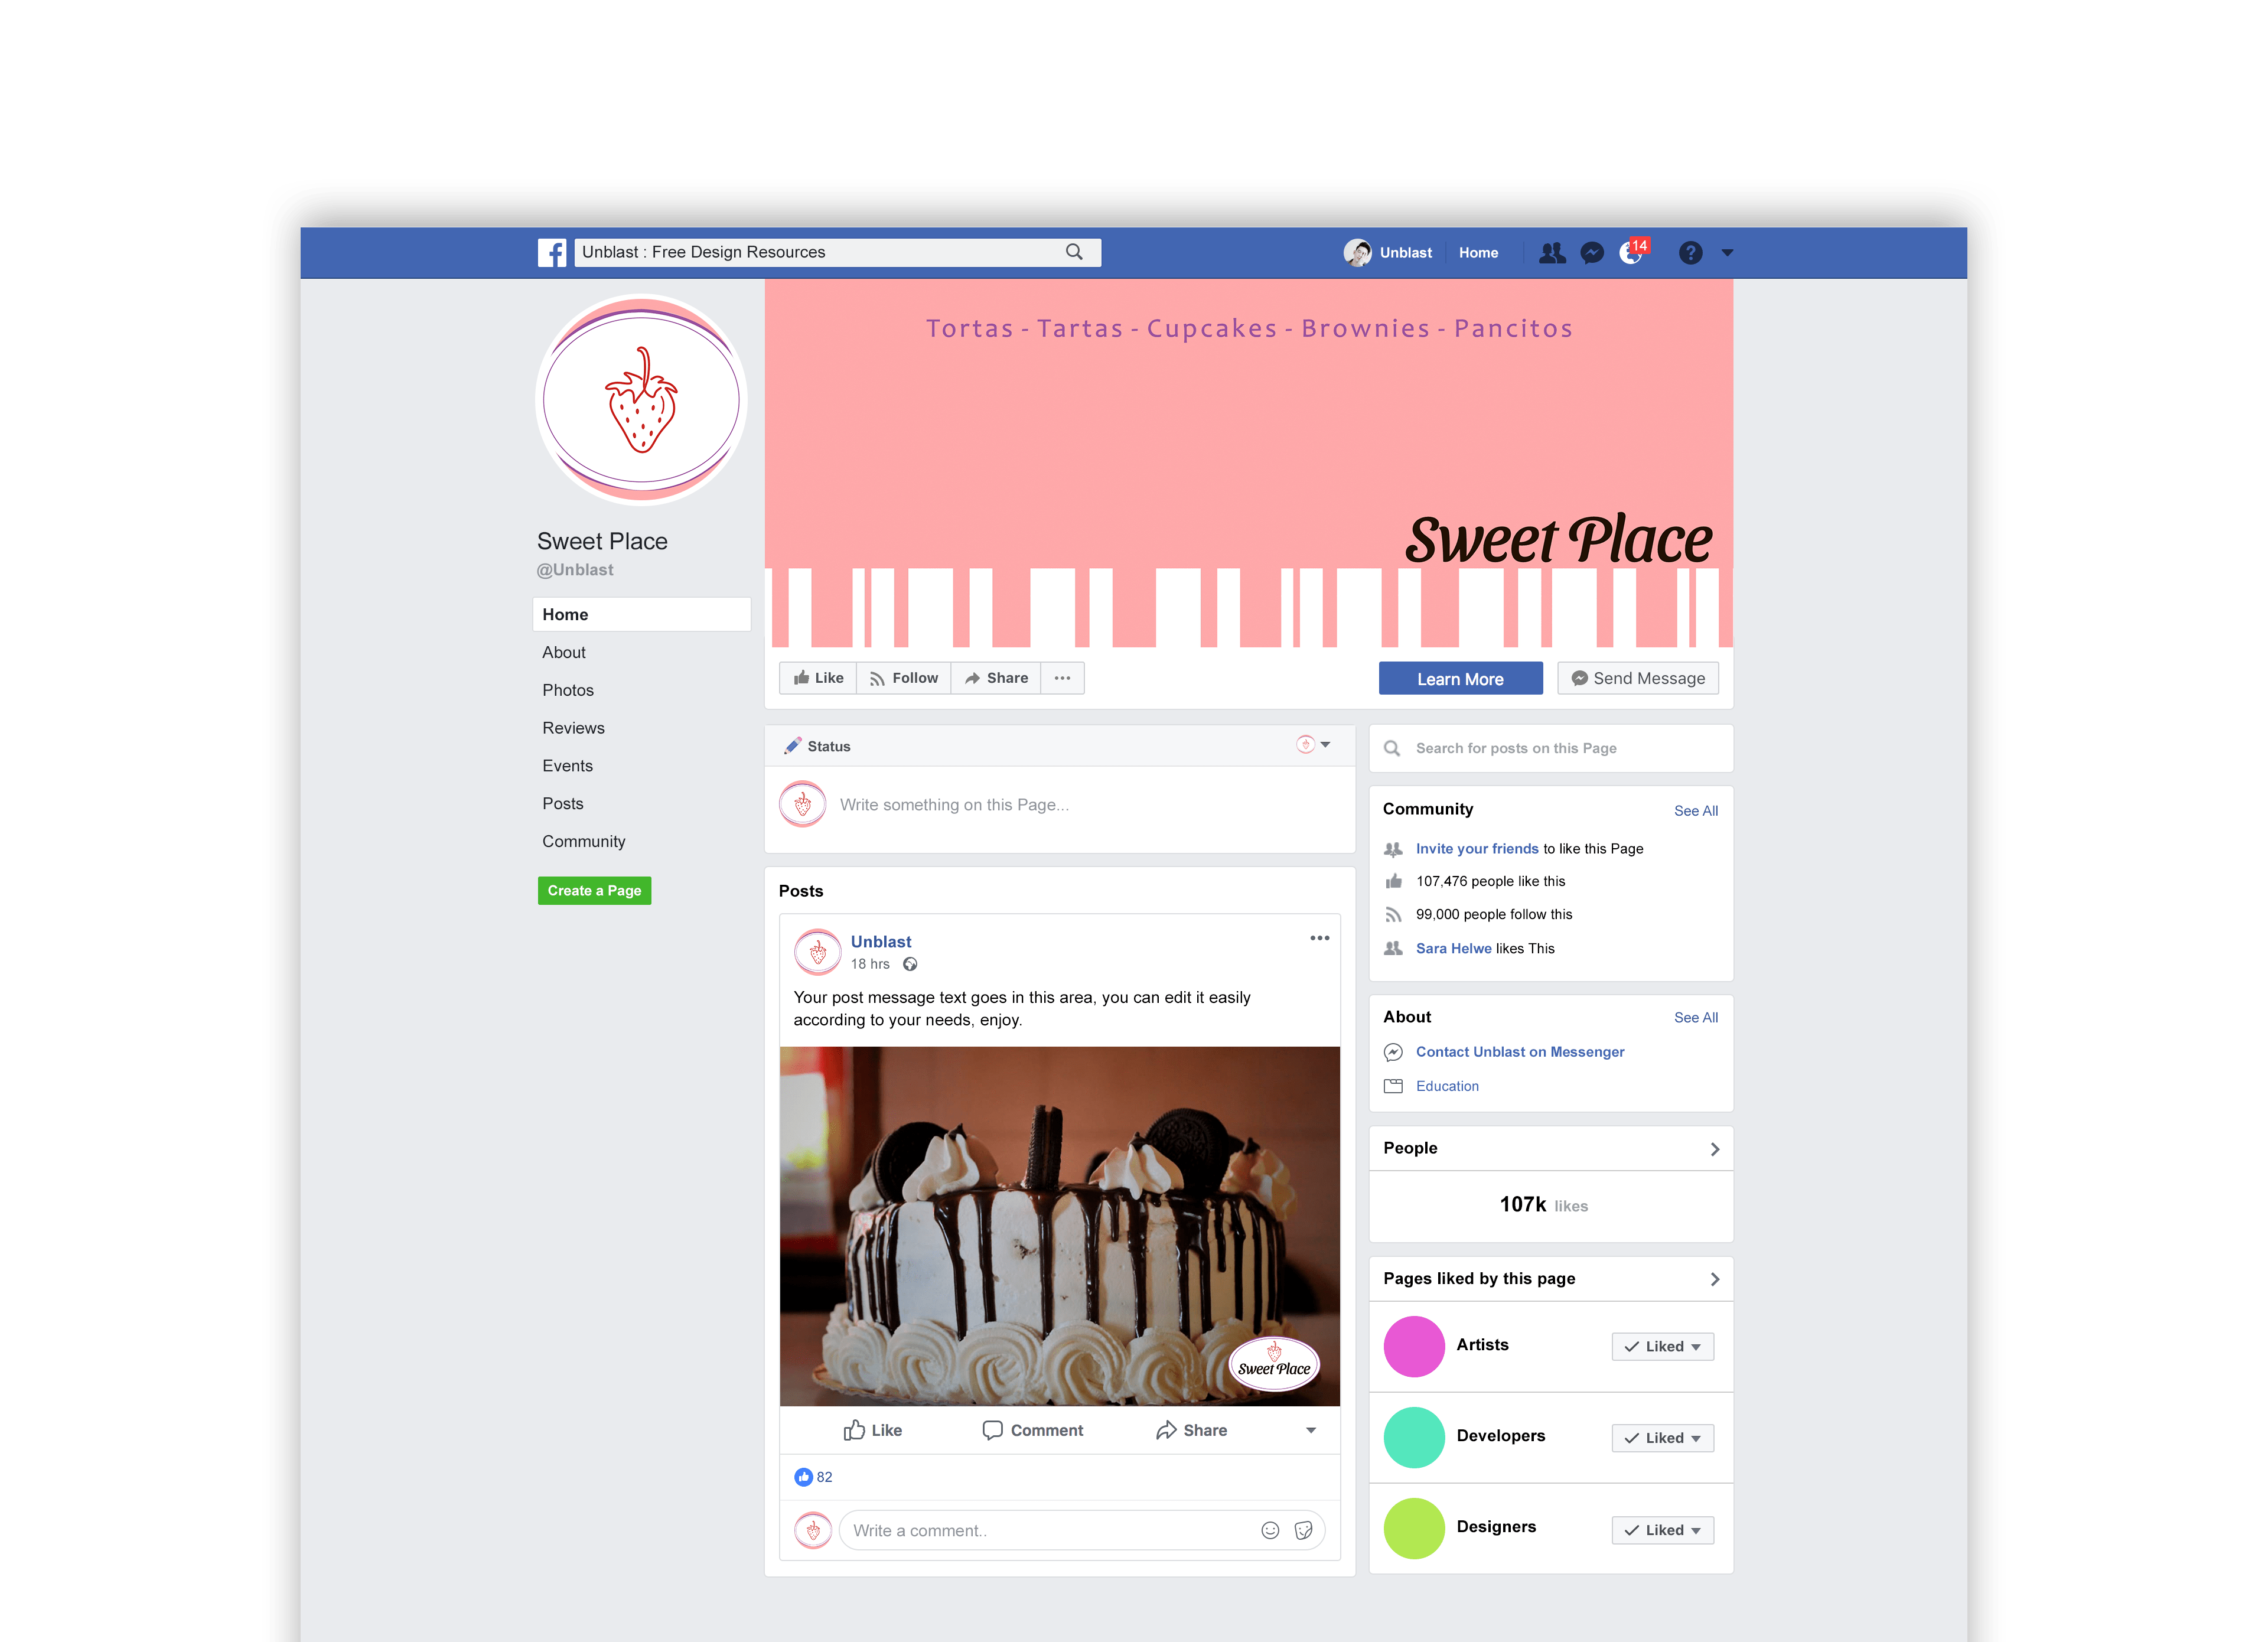 Unblast : Free Design Resources
Unblast
Home
14
?
Tortas - Tartas - Cupcakes - Brownies - Pancitos
Sweet Place
Sweet Place
@Unblast
Home
About
Photos
Reviews
Events
Posts
Community
Create a Page
Like
Follow
Share
Learn More
Send Message
Status
Write something on this Page...
Posts
Unblast
18 hrs
Your post message text goes in this area, you can edit it easily
according to your needs, enjoy.
Sweet Place
Like
Comment
Share
82
Write a comment..
Search for posts on this Page
Community
See All
Invite your friends to like this Page
107,476 people like this
99,000 people follow this
Sara Helwe likes This
About
See All
Contact Unblast on Messenger
Education
People
107k likes
Pages liked by this page
Artists
Liked
Developers
Liked
Designers
Liked